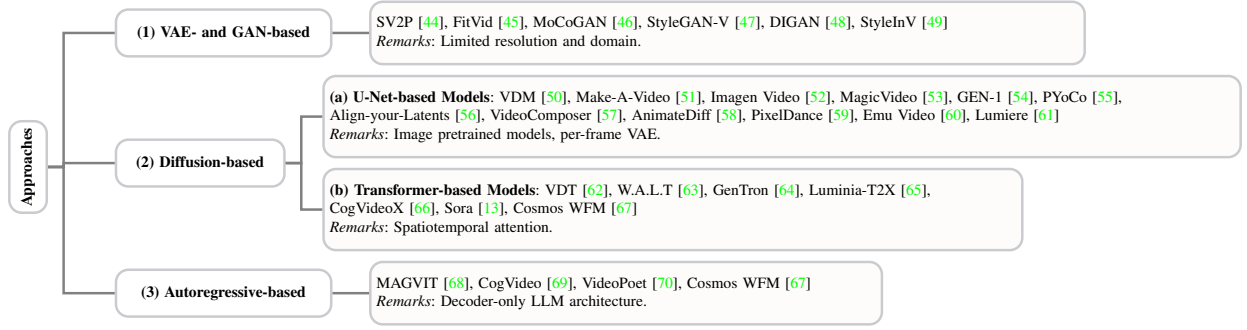 Approaches
(1) VAE- and GAN-based
SV2P [44], FitVid [45], MoCoGAN [46], StyleGAN-V [47], DIGAN [48], StyleInV [49]
Remarks: Limited resolution and domain.
(2) Diffusion-based
(a) U-Net-based Models: VDM [50], Make-A-Video [51], Imagen Video [52], MagicVideo [53], GEN-1 [54], PYoCo [55],
Align-your-Latents [56], VideoComposer [57], AnimateDiff [58], PixelDance [59], Emu Video [60], Lumiere [61]
Remarks: Image pretrained models, per-frame VAE.
(b) Transformer-based Models: VDT [62], W.A.L.T [63], GenTron [64], Luminia-T2X [65],
CogVideoX [66], Sora [13], Cosmos WFM [67]
Remarks: Spatiotemporal attention.
(3) Autoregressive-based
MAGVIT [68], CogVideo [69], VideoPoet [70], Cosmos WFM [67]
Remarks: Decoder-only LLM architecture.